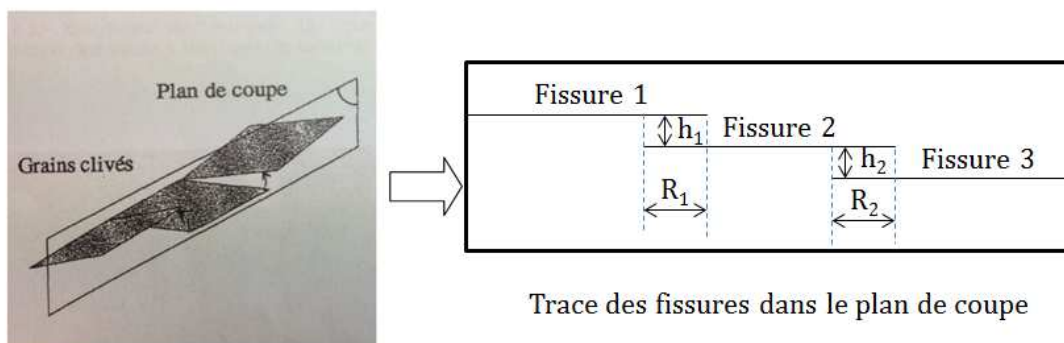 Plan de coupe
Grains clivés
Fissure 1
h1
Fissure 2
h2
Fissure 3
R1
R2
Trace des fissures dans le plan de coupe